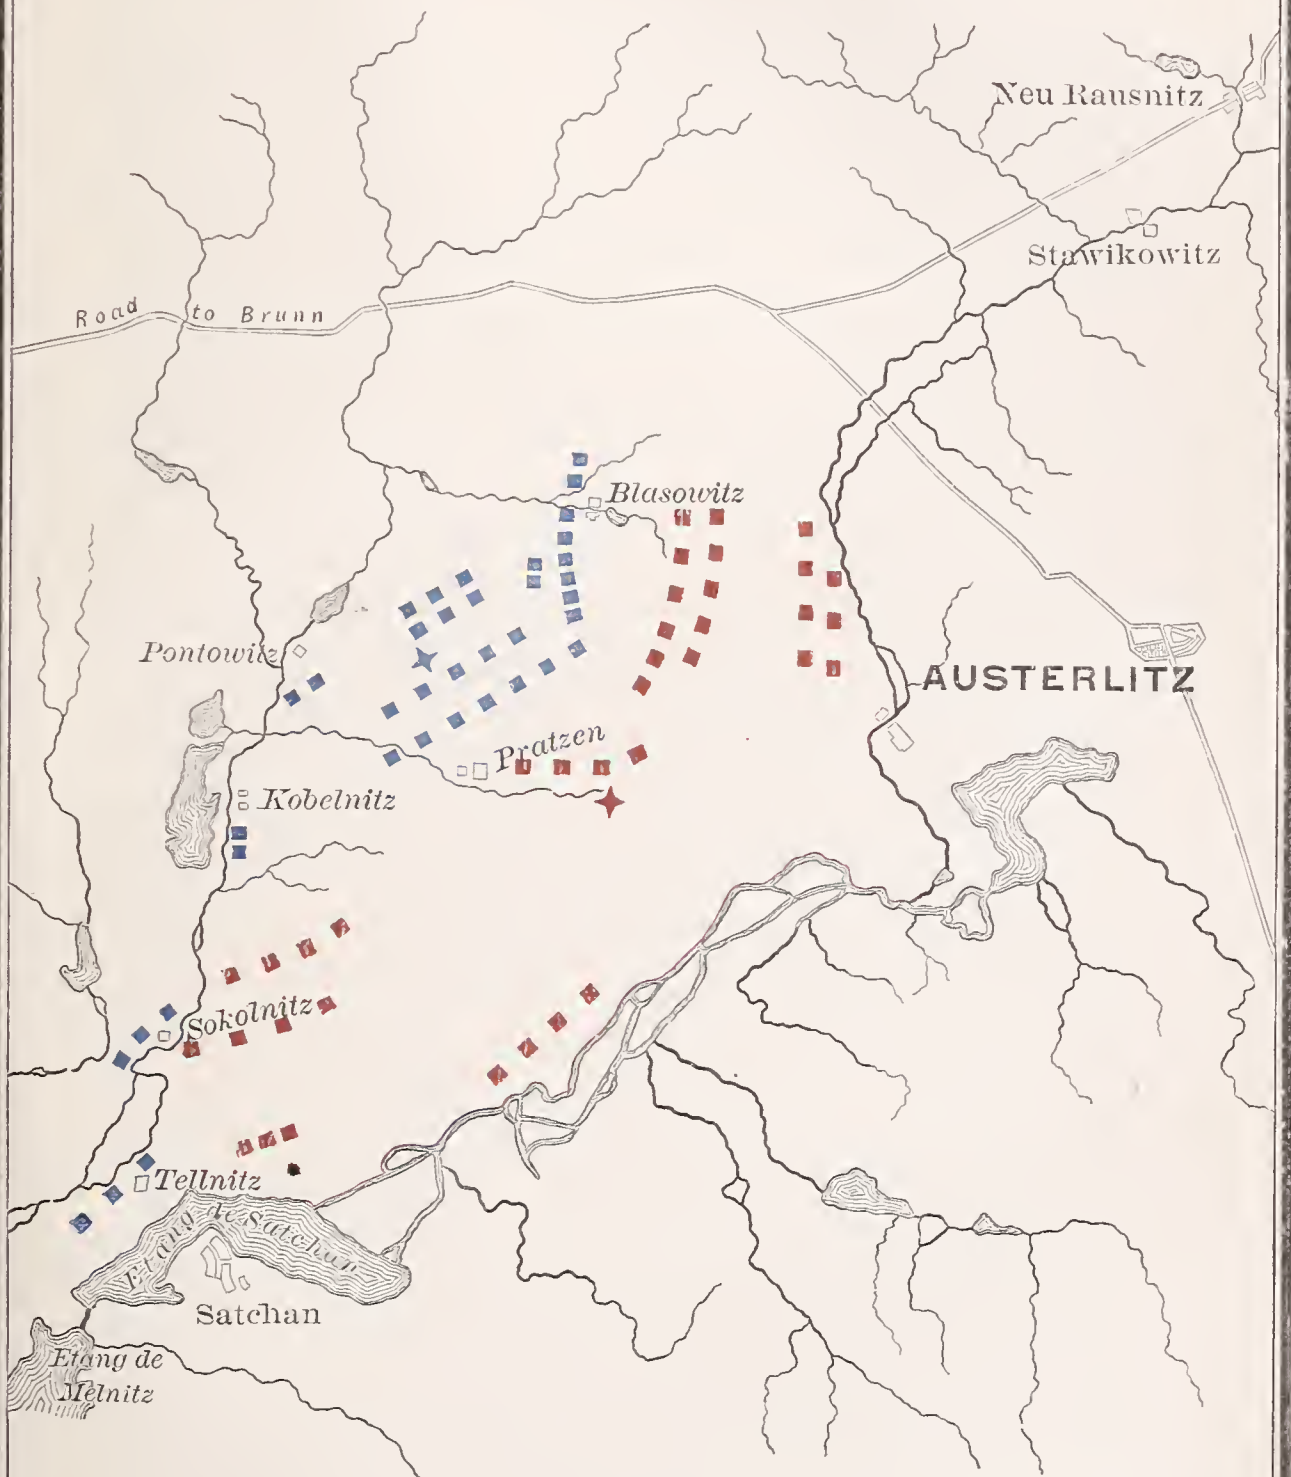 Neu Rausnitz
Stawikowitz
Road to Brunn
Blasowitz
Pontowitz
AUSTERLITZ
Pratzen
Kobelnitz
Sokolnitz
Tellnitz
Etang de Satchan
Satchan
Etang de
Melnitz